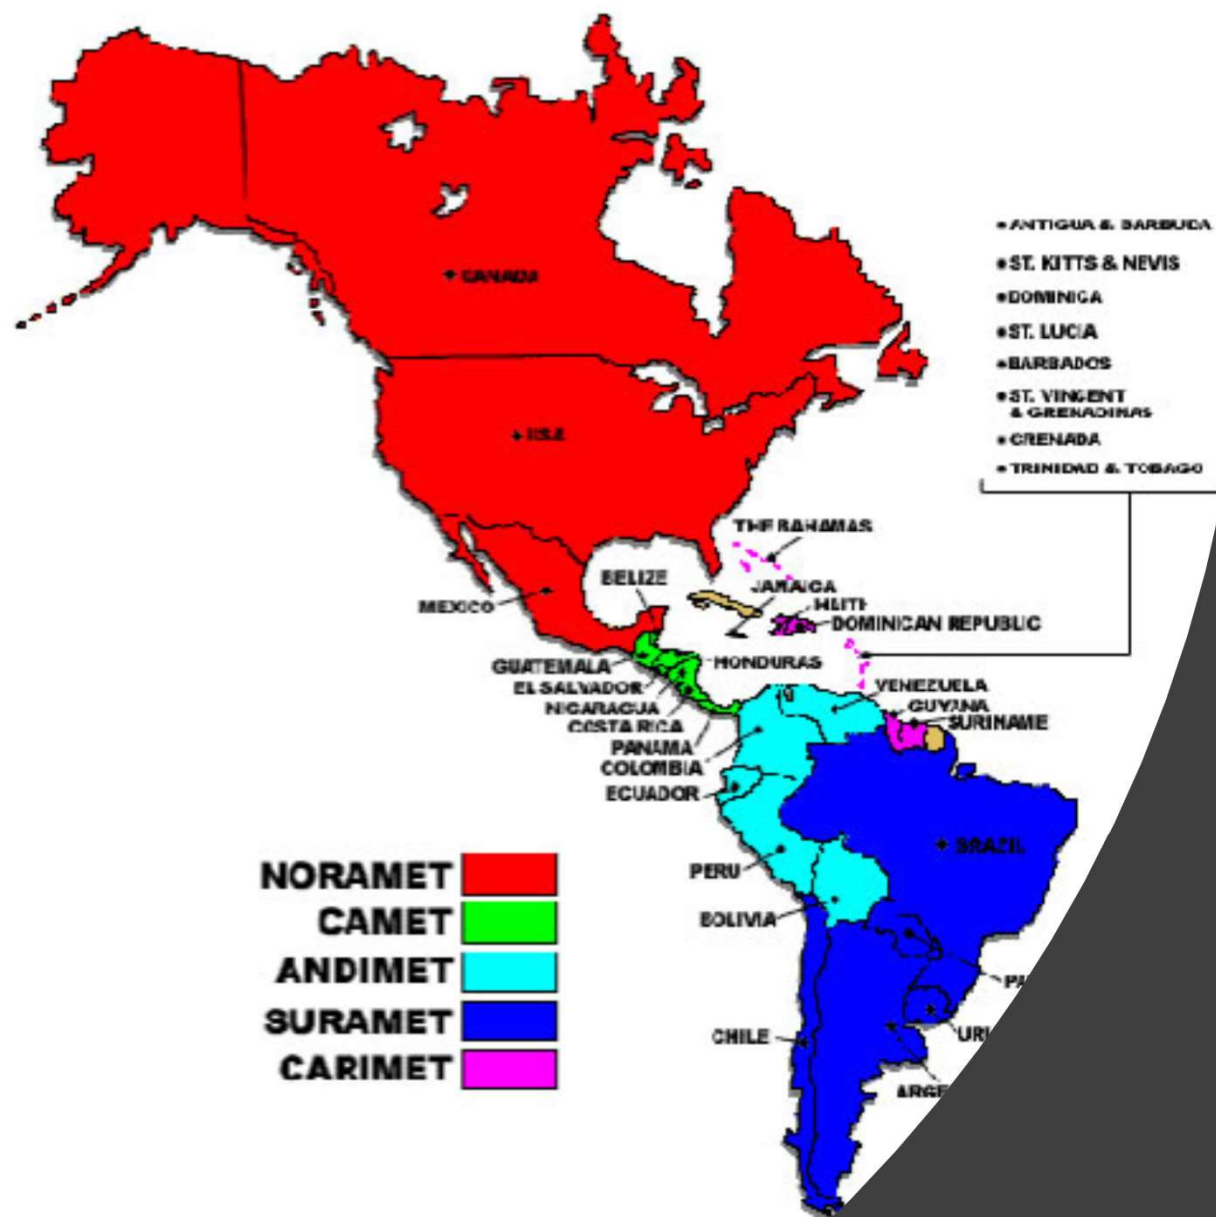 ANTIGUA & BARBUDA
ST. KITTS & NEVIS
DOMINICA
ST. LUCIA
BARBADOS
ST. VINCENT
& GRENADINAS
GRENADA
TRINIDAD & TOBAGO
CANADA
USA
THE BAHAMAS
BELIZE
JAMAICA
MEXICO
DOMINICAN REPUBLIC
GUATEMALA
HONDURAS
EL SALVADOR
NICARAGUA
COSTA RICA
PANAMA
COLOMBIA
ECUADOR
VENEZUELA
GUYANA
SURINAME
BRAZIL
PERU
BOLIVIA
CHILE
NORAMET
CAMET
ANDIMET
SURAMET
CARIMET